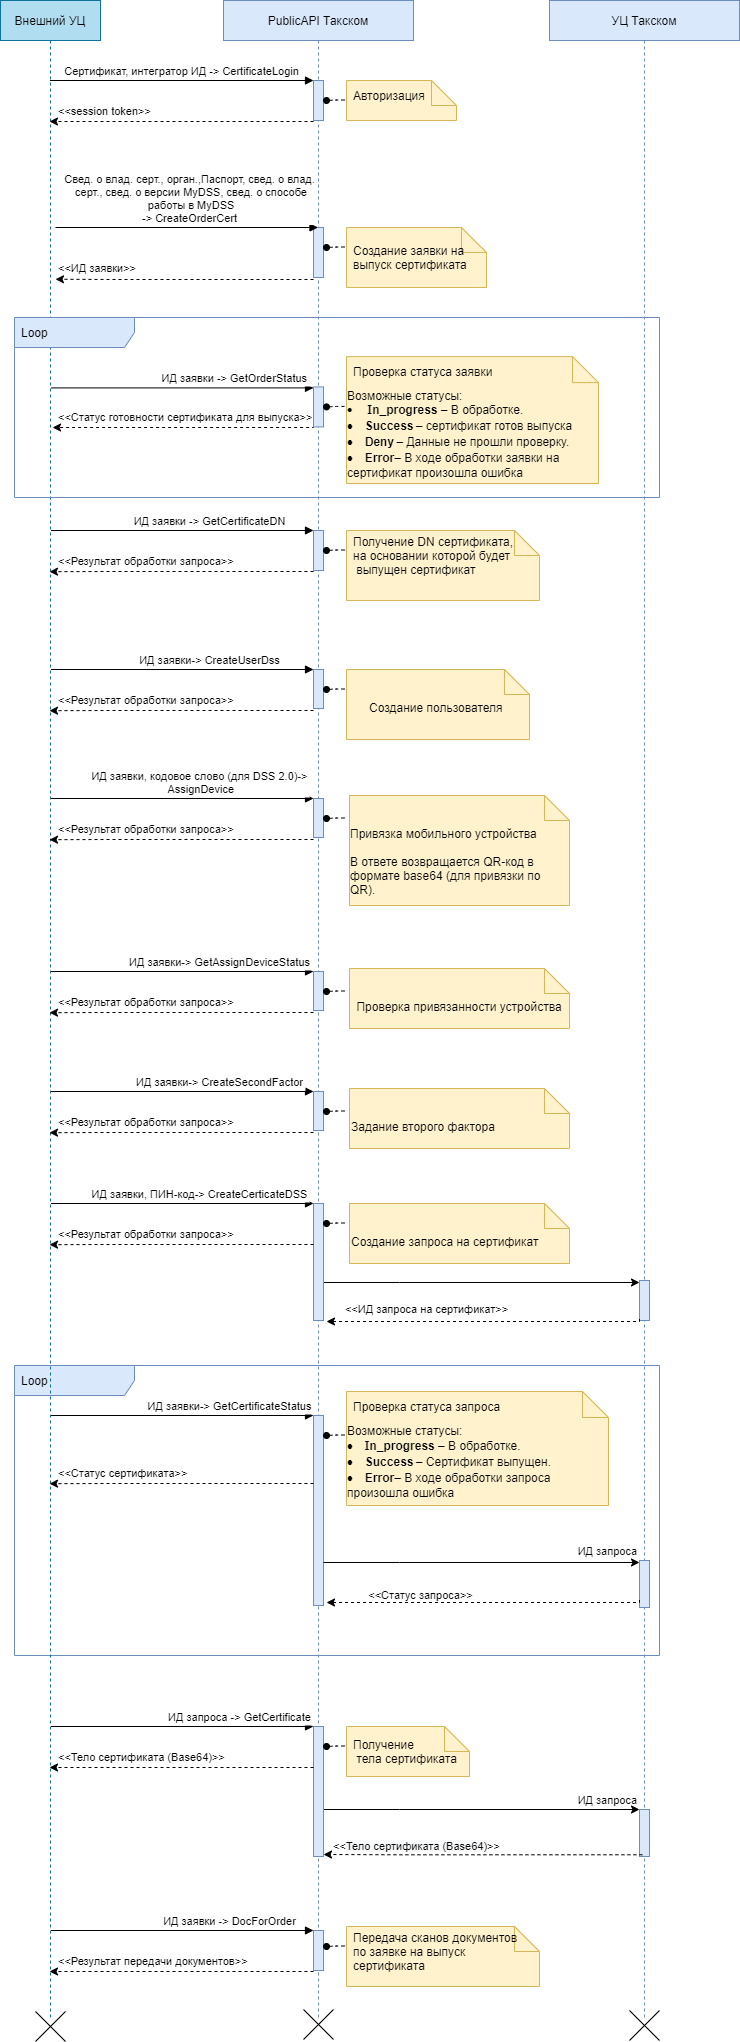 Внешний УЦ
PublicAPI Такском
УЦ Такском
Сертификат, интегратор ИД -> CertificateLogin
Авторизация
<<session token>>
Свед. о влад. серт., орган.,Паспорт, свед. о влад.
серт., свед. о версии MyDSS, свед. о способе
работы в MyDSS
-> CreateOrderCert
Создание заявки на
выпуск сертификата
<<ИД заявки>>
Loop
ИД заявки -> GetOrderStatus
<<Статус готовности сертификата для выпуска>>
Проверка статуса заявки
Возможные статусы:
• In_progress – В обработке.
• Success – сертификат готов выпуска
• Deny – Данные не прошли проверку.
• Error– В ходе обработки заявки на
сертификат произошла ошибка
ИД заявки -> GetCertificateDN
Получение DN сертификата,
на основании которой будет
выпущен сертификат
<<Результат обработки запроса>>
ИД заявки-> CreateUserDss
<<Результат обработки запроса>>
Создание пользователя
ИД заявки, кодовое слово (для DSS 2.0)->
AssignDevice
<<Результат обработки запроса>>
Привязка мобильного устройства
В ответе возвращается QR-код в
формате base64 (для привязки по
QR).
ИД заявки-> GetAssignDeviceStatus
<<Результат обработки запроса>>
Проверка привязанности устройства
ИД заявки-> CreateSecondFactor
<<Результат обработки запроса>>
Задание второго фактора
ИД заявки, ПИН-код-> CreateCerticateDSS
<<Результат обработки запроса>>
Создание запроса на сертификат
<<ИД запроса на сертификат>>
Loop
ИД заявки-> GetCertificateStatus
Проверка статуса запроса
Возможные статусы:
• In_progress – В обработке.
• Success – Сертификат выпущен.
• Error– В ходе обработки запроса
произошла ошибка
<<Статус сертификата>>
ИД запроса
<<Статус запроса>>
ИД запроса -> GetCertificate
Получение
тела сертификата
<<Тело сертификата (Base64)>>
ИД запроса
<<Тело сертификата (Base64)>>
ИД заявки -> DocForOrder
Передача сканов документов
по заявке на выпуск
сертификата
<<Результат передачи документов>>